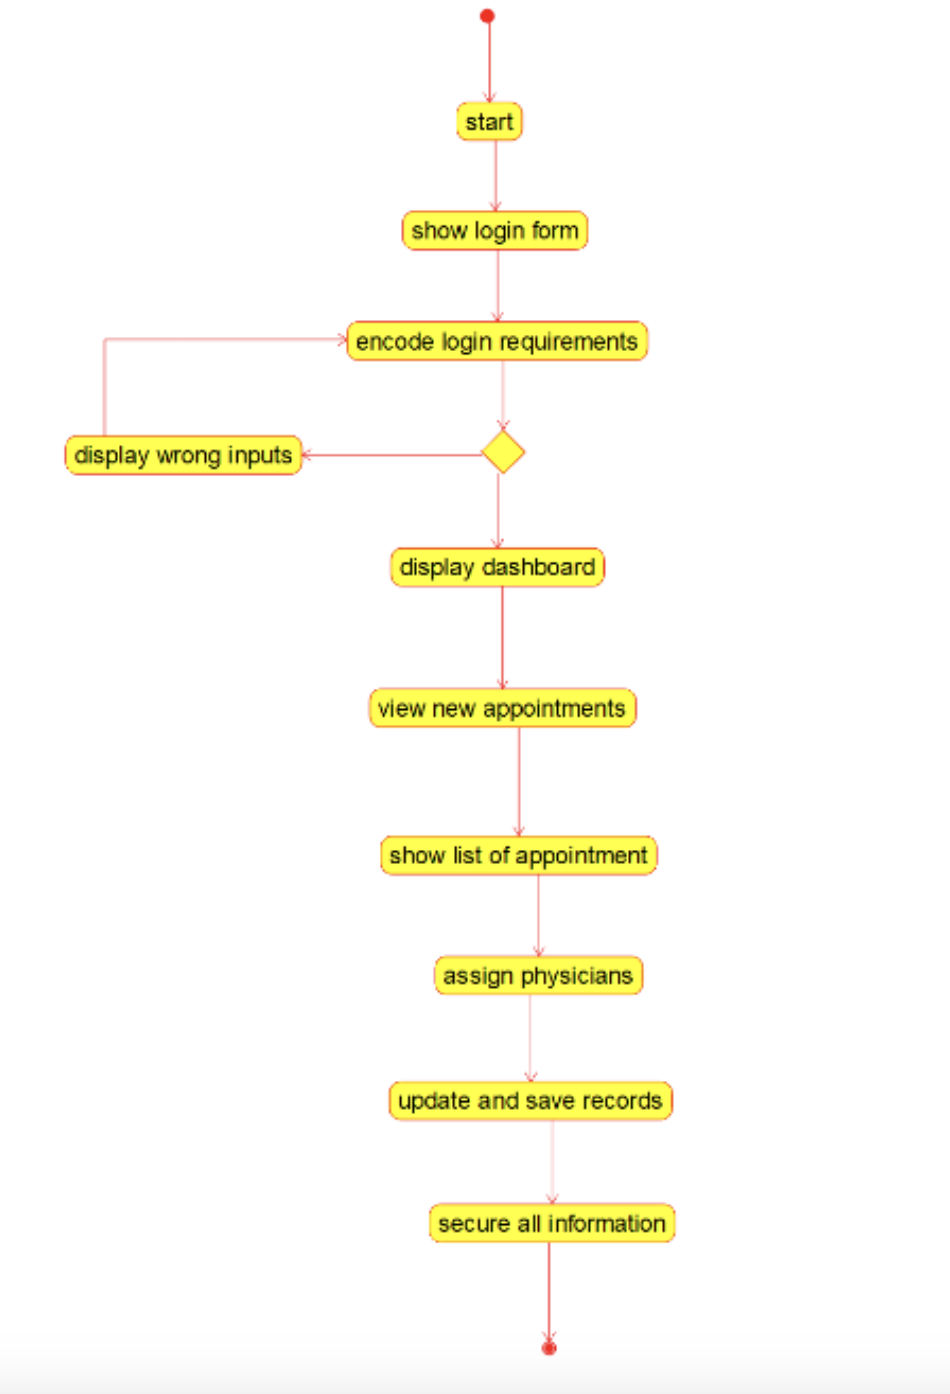 start
show login form
encode login requirements
display wrong inputs
display dashboard
view new appointments
show list of appointment
assign physicians
update and save records
secure all information